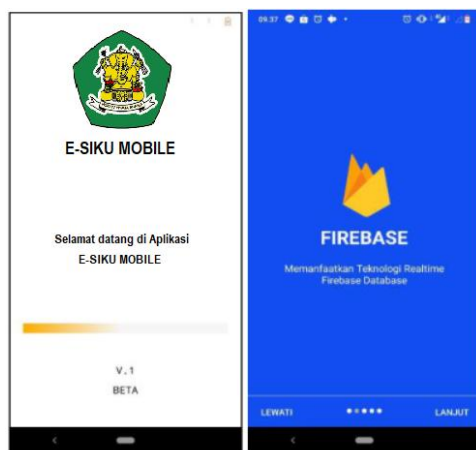 E-SIKU MOBILE
Selamat datang di Aplikasi
E-SIKU MOBILE
V.1
BETA
09.37
FIREBASE
Memanfaatkan Teknologi Realtime
Firebase Database
LEWATI
LANJUT